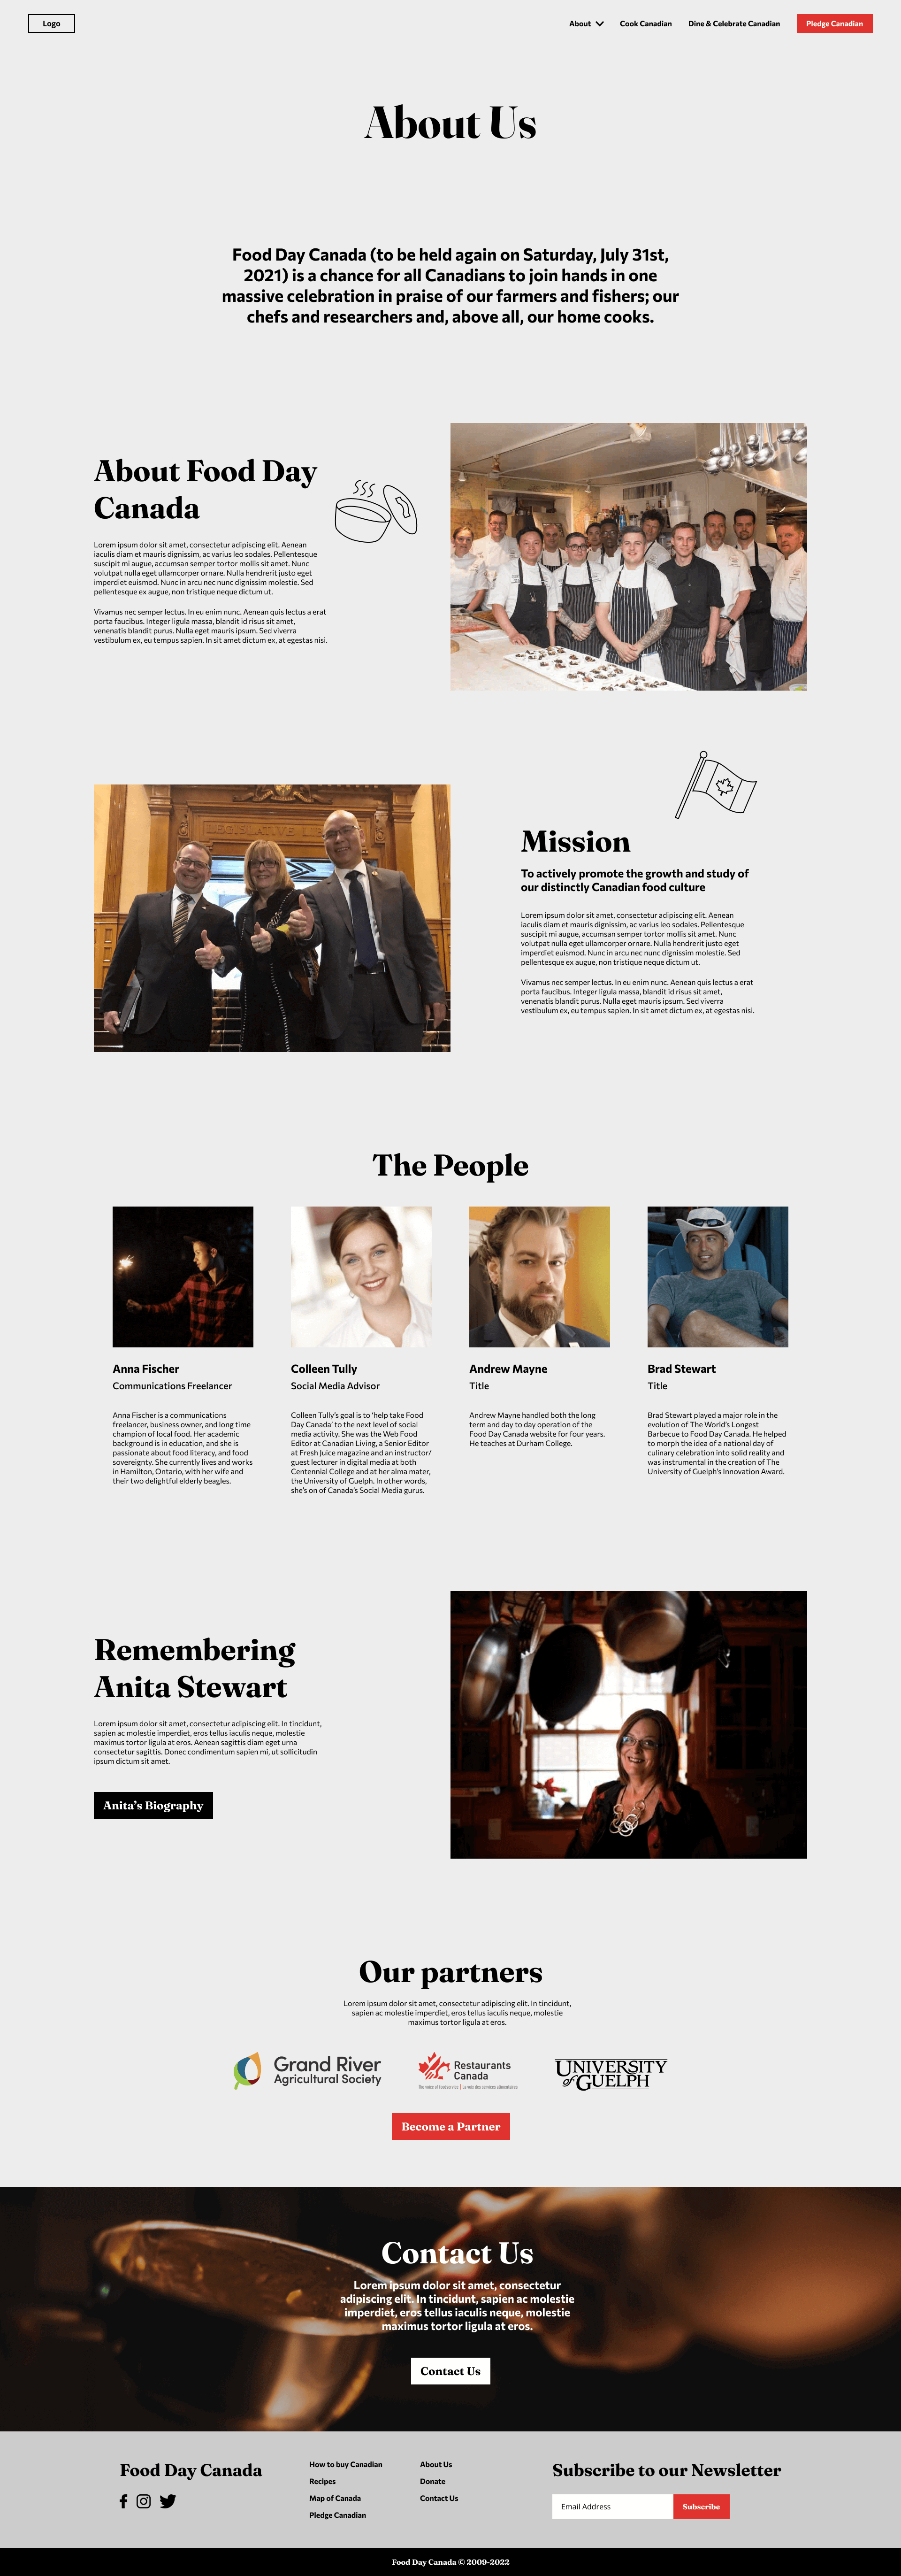 Logo
About
Cook Canadian
Dine & Celebrate Canadian
Pledge Canadian
About Us
Food Day Canada (to be held again on Saturday, July 31st,
2021) is a chance for all Canadians to join hands in one
massive celebration in praise of our farmers and fishers; our
chefs and researchers and, above all, our home cooks.
About Food Day
Canada
Lorem ipsum dolor sit amet, consectetur adipiscing elit. Aenean
iaculis diam et mauris dignissim, ac varius leo sodales. Pellentesque
suscipit mi augue, accumsan semper tortor mollis sit amet. Nunc
volutpat nulla eget ullamcorper ornare. Nulla hendrerit justo eget
imperdiet euismod. Nunc in arcu nec nunc dignissim molestie. Sed
pellentesque ex augue, non tristique neque dictum ut.
Vivamus nec semper lectus. In eu enim nunc. Aenean quis lectus a erat
porta faucibus. Integer ligula massa, blandit id risus sit amet,
venenatis blandit purus. Nulla eget mauris ipsum. Sed viverra
vestibulum ex, eu tempus sapien. In sit amet dictum ex, at egestas nisi.
LEGISLATIVE
Mission
To actively promote the growth and study of
our distinctly Canadian food culture
Lorem ipsum dolor sit amet, consectetur adipiscing elit. Aenean
iaculis diam et mauris dignissim, ac varius leo sodales. Pellentesque
suscipit mi augue, accumsan semper tortor mollis sit amet. Nunc
volutpat nulla eget ullamcorper ornare. Nulla hendrerit justo eget
imperdiet euismod. Nunc in arcu nec nunc dignissim molestie. Sed
pellentesque ex augue, non tristique neque dictum ut.
Vivamus nec semper lectus. In eu enim nunc. Aenean quis lectus a erat
porta faucibus. Integer ligula massa, blandit id risus sit amet,
venenatis blandit purus. Nulla eget mauris ipsum. Sed viverra
vestibulum ex, eu tempus sapien. In sit amet dictum ex, at egestas nisi.
The People
Anna Fischer
Communications Freelancer
Anna Fischer is a communications
freelancer, business owner, and long time
champion of local food. Her academic
background is in education, and she is
passionate about food literacy, and food
sovereignty. She currently lives and works
in Hamilton, Ontario, with her wife and
their two delightful elderly beagles.
Colleen Tully
Social Media Advisor
Colleen Tully's goal is to 'help take Food
Day Canada' to the next level of social
media activity. She was the Web Food
Editor at Canadian Living, a Senior Editor
at Fresh Juice magazine and an instructor/
guest lecturer in digital media at both
Centennial College and at her alma mater,
the University of Guelph. In other words,
she's on of Canada's Social Media gurus.
Andrew Mayne
Title
Andrew Mayne handled both the long
term and day to day operation of the
Food Day Canada website for four years.
He teaches at Durham College.
Brad Stewart
Title
Brad Stewart played a major role in the
evolution of The World's Longest
Barbecue to Food Day Canada. He helped
to morph the idea of a national day of
culinary celebration into solid reality and
was instrumental in the creation of The
University of Guelph's Innovation Award.
Remembering
Anita Stewart
Lorem ipsum dolor sit amet, consectetur adipiscing elit. In tincidunt,
sapien ac molestie imperdiet, eros tellus iaculis neque, molestie
maximus tortor ligula at eros. Aenean sagittis diam eget urna
consectetur sagittis. Donec condimentum sapien mi, ut sollicitudin
ipsum dictum sit amet.
Anita's Biography
Our partners
Lorem ipsum dolor sit amet, consectetur adipiscing elit. In tincidunt,
sapien ac molestie imperdiet, eros tellus iaculis neque, molestie
maximus tortor ligula at eros.
Grand River
Agricultural Society
Restaurants
Canada
The voice of foodservice | La voix des services alimentaires
UNIVERSITY
of GUELPH
Become a Partner
Contact Us
Lorem ipsum dolor sit amet, consectetur
adipiscing elit. In tincidunt, sapien ac molestie
imperdiet, eros tellus iaculis neque, molestie
maximus tortor ligula at eros.
Contact Us
Food Day Canada
How to buy Canadian
Recipes
Map of Canada
Pledge Canadian
About Us
Donate
Contact Us
Subscribe to our Newsletter
Email Address
Subscribe
Food Day Canada © 2009-2022